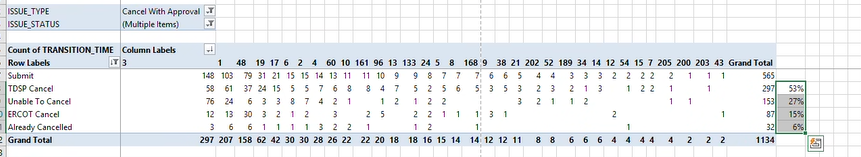 ISSUE_TYPE Cancel With Approval
ISSUE_STATUS (Multiple Items)
Count of TRANSITION_TIME Column Labels
Row Labels 3 1 48 19 17 6 2 4 60 10 161 96 13 133 24 5 8 168 9 38 21 202 52 189 34 14 12 54 15 7 205 200 203 43 Grand Total
Submit 148 103 79 31 21 15 15 14 13 11 11 10 9 9 8 7 7 7 6 6 5 4 4 3 3 3 2 2 2 2 2 1 1 1 565
TDSP Cancel 58 61 37 24 15 5 5 7 6 8 8 4 7 5 2 5 6 5 3 5 3 2 3 2 1 3 1 2 2 1 1 297 53%
Unable To Cancel 76 24 6 3 3 8 7 4 2 1 1 2 1 2 2 3 2 1 2 2 1 1 153 27%
ERCOT Cancel 12 13 30 3 2 1 2 3 2 5 2 2 1 1 1 3 1 2 87 15%
Already Cancelled 3 6 6 1 1 1 1 3 2 2 1 1 2 1 1 32 6%
Grand Total 297 207 158 62 42 30 30 28 26 22 22 20 18 18 16 15 14 14 12 12 11 8 8 6 6 6 4 4 4 4 4 2 2 2 1134